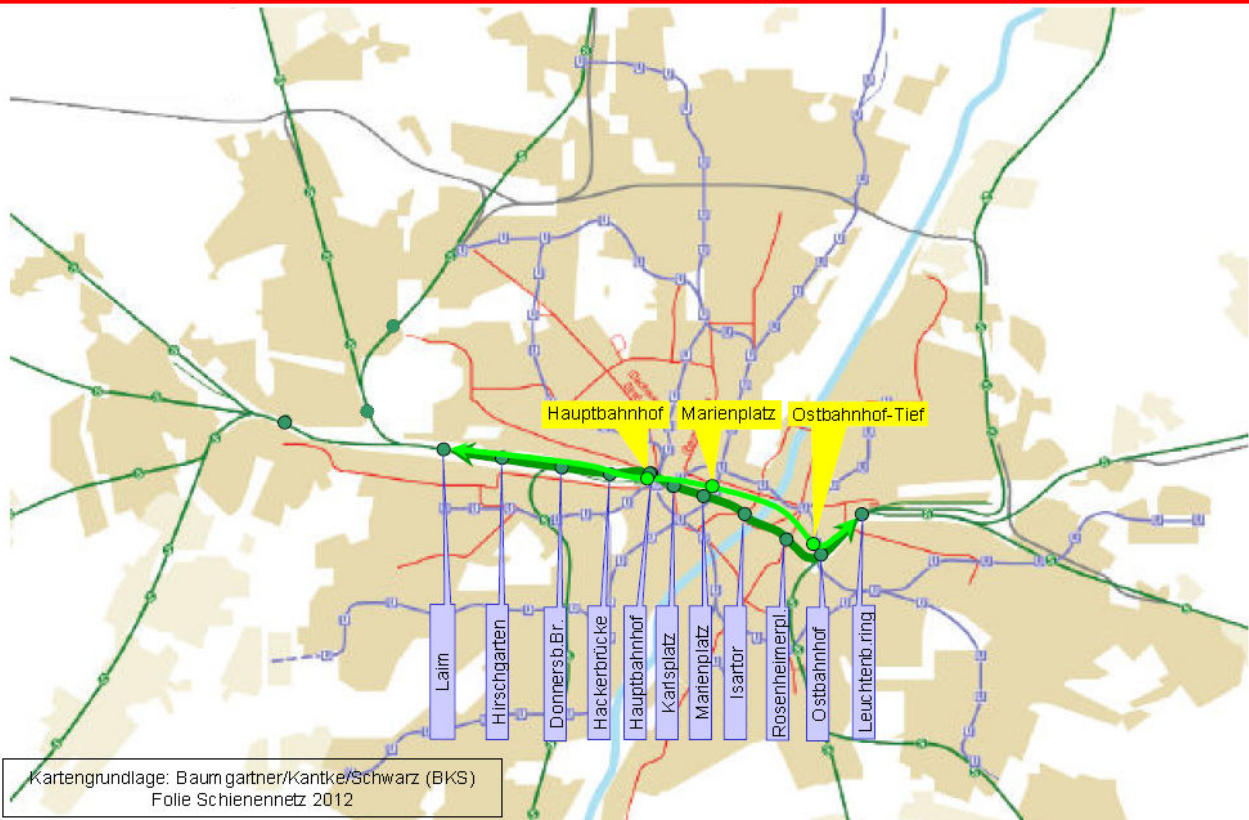 Hauptbahnhof
Marienplatz
Ostbahnhof-Tief
Laim
Hirschgarten
Donnersb.Br.
Hackerbrücke
Hauptbahnhof
Karlsplatz
Marienplatz
Isartor
Rosenheimerpl.
Ostbahnhof
Leuchtenb.ring
Kartengrundlage: Baumgartner/Kantke/Schwarz (BKS)
Folie Schienennetz 2012